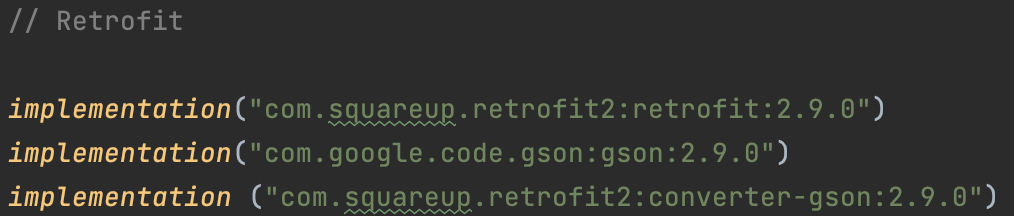 // Retrofit
implementation("com.squareup.retrofit2:retrofit:2.9.0")
implementation("com.google.code.gson:gson:2.9.0")
implementation ("com.squareup.retrofit2:converter-gson:2.9.0")